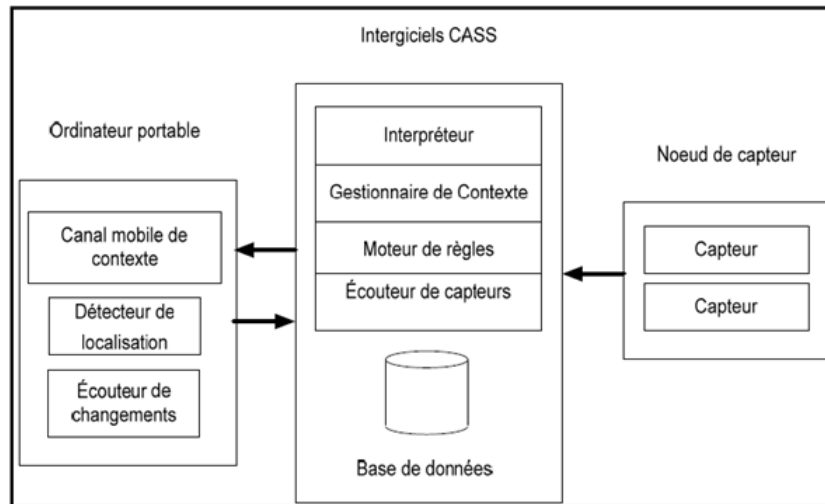 Intergiciels CASS
Ordinateur portable
Canal mobile de
contexte
Détecteur de
localisation
Écouteur de
changements
Interpréteur
Gestionnaire de Contexte
Moteur de règles
Écouteur de capteurs
Base de données
Noeud de capteur
Capteur
Capteur